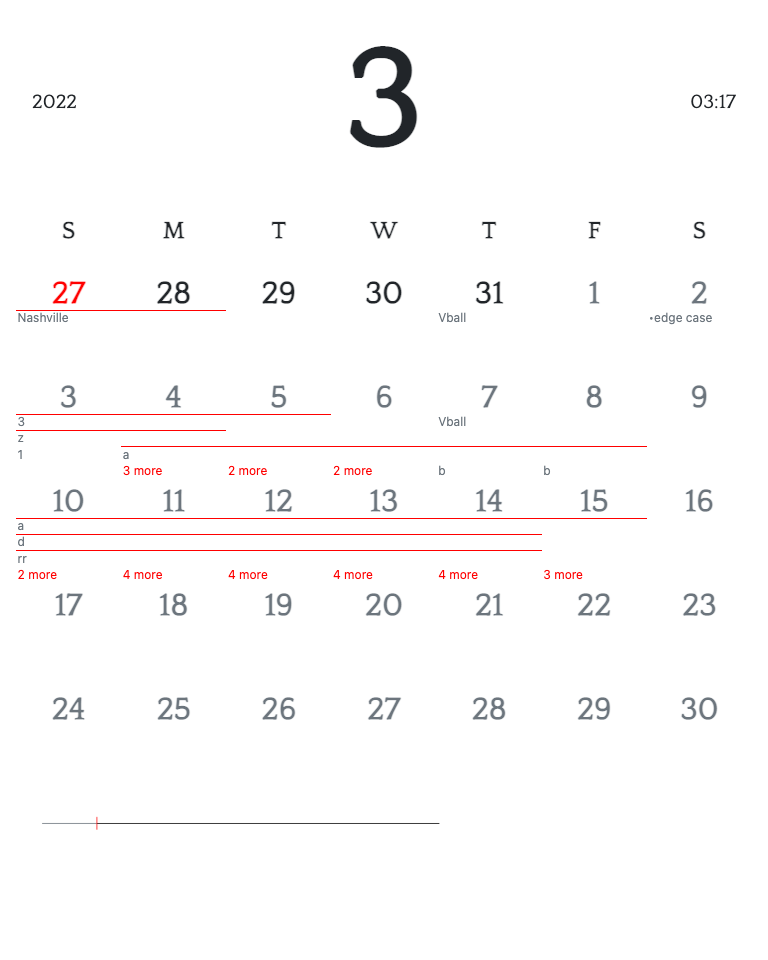 3
2022 03:17
S M T W T F S
27 28 29 30 31 1 2
Nashville Vball •edge case
3 4 5 6 7 8 9
3 Vball
z
1 a
3 more 2 more 2 more b b
10 11 12 13 14 15 16
a
d
rr
2 more 4 more 4 more 4 more 4 more 3 more
17 18 19 20 21 22 23
24 25 26 27 28 29 30